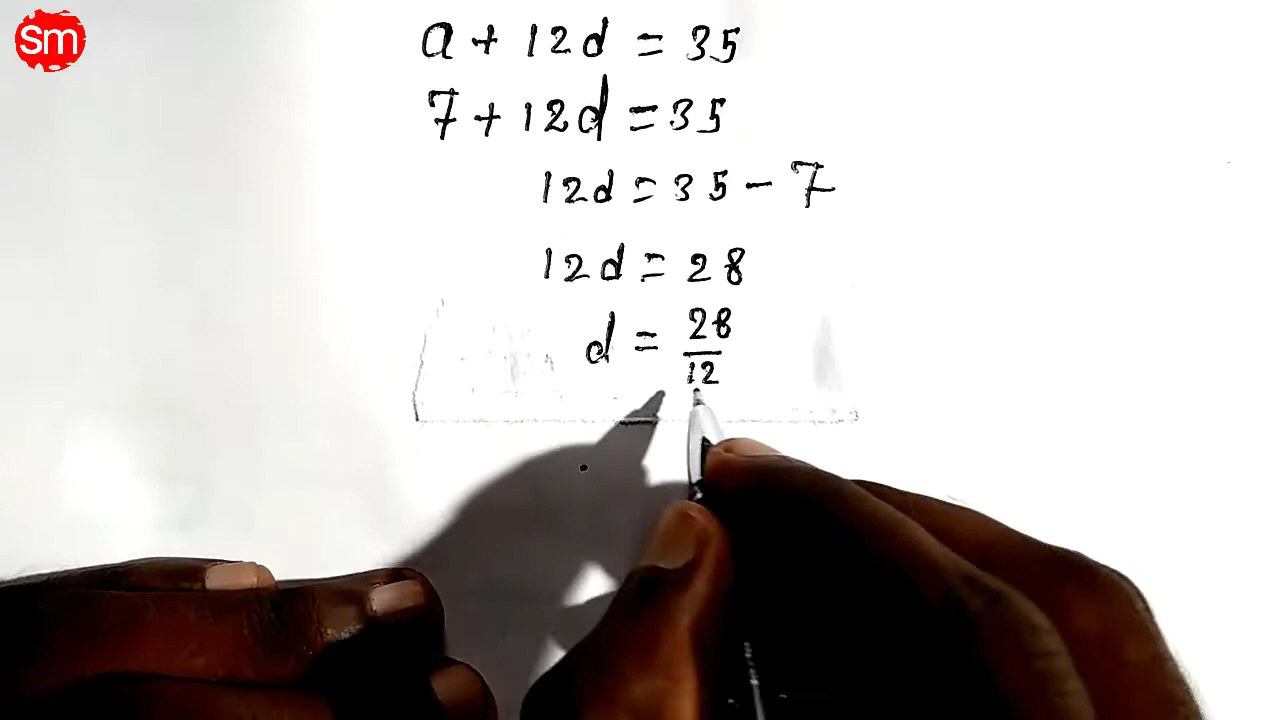 Sm
a + 12d = 35
7 + 12d = 35
12d = 35 - 7
12d = 28
d = 28/12